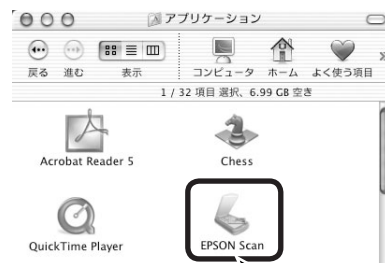 アプリケーション
戻る 進む 表示 コンピュータ ホーム よく使う項目
1 / 32 項目 選択、6.99 GB 空き
Acrobat Reader 5 Chess
QuickTime Player EPSON Scan